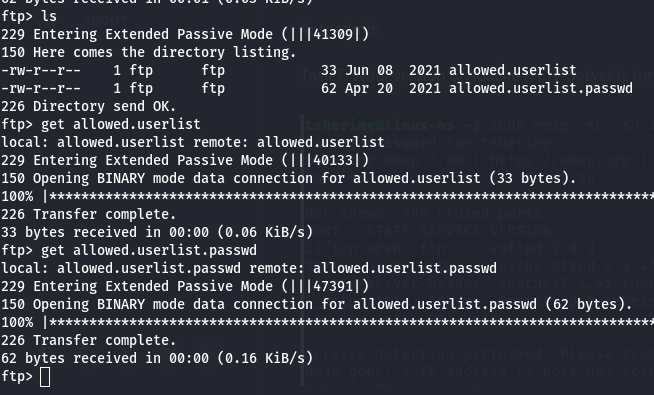 62 bytes received in 00:01 (0.05 KiB/s)
ftp> ls
229 Entering Extended Passive Mode (|||41309|)
150 Here comes the directory listing.
-rw-r--r--    1 ftp      ftp            33 Jun 08  2021 allowed.userlist
-rw-r--r--    1 ftp      ftp            62 Apr 20  2021 allowed.userlist.passwd
226 Directory send OK.
ftp> get allowed.userlist
local: allowed.userlist remote: allowed.userlist
229 Entering Extended Passive Mode (|||40133|)
150 Opening BINARY mode data connection for allowed.userlist (33 bytes).
100% |***********************************************************************
226 Transfer complete.
33 bytes received in 00:00 (0.06 KiB/s)
ftp> get allowed.userlist.passwd
local: allowed.userlist.passwd remote: allowed.userlist.passwd
229 Entering Extended Passive Mode (|||47391|)
150 Opening BINARY mode data connection for allowed.userlist.passwd (62 bytes).
100% |***********************************************************************
226 Transfer complete.
62 bytes received in 00:00 (0.16 KiB/s)
ftp>